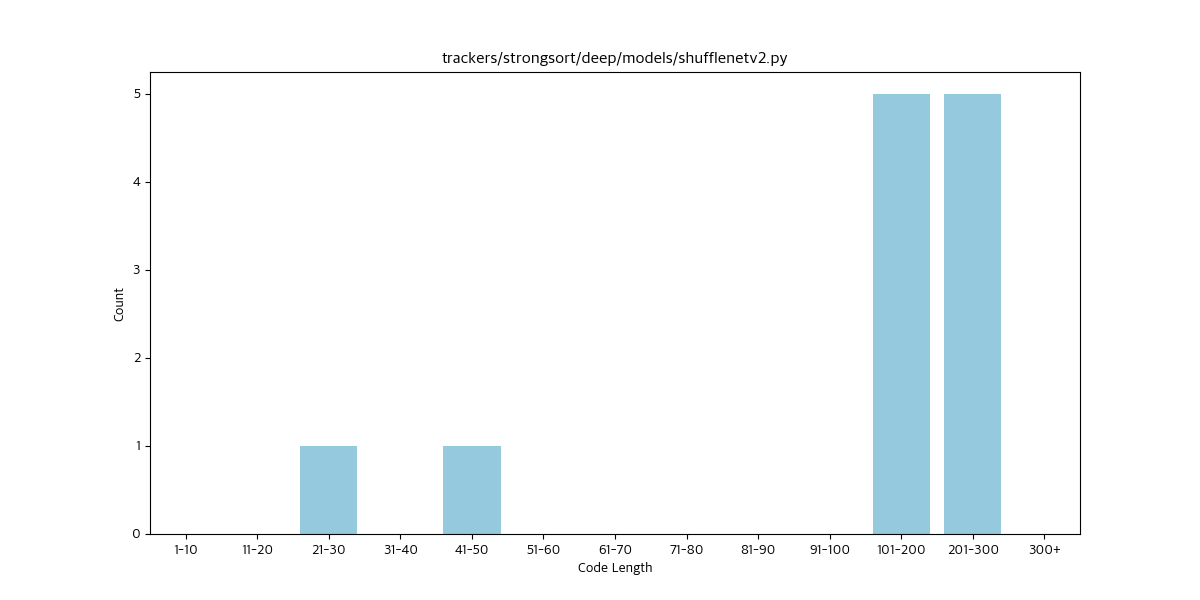 trackers/strongsort/deep/models/shufflenetv2.py
5
4
3
2
1
0
Count
1-10 11-20 21-30 31-40 41-50 51-60 61-70 71-80 81-90 91-100 101-200 201-300 300+
Code Length